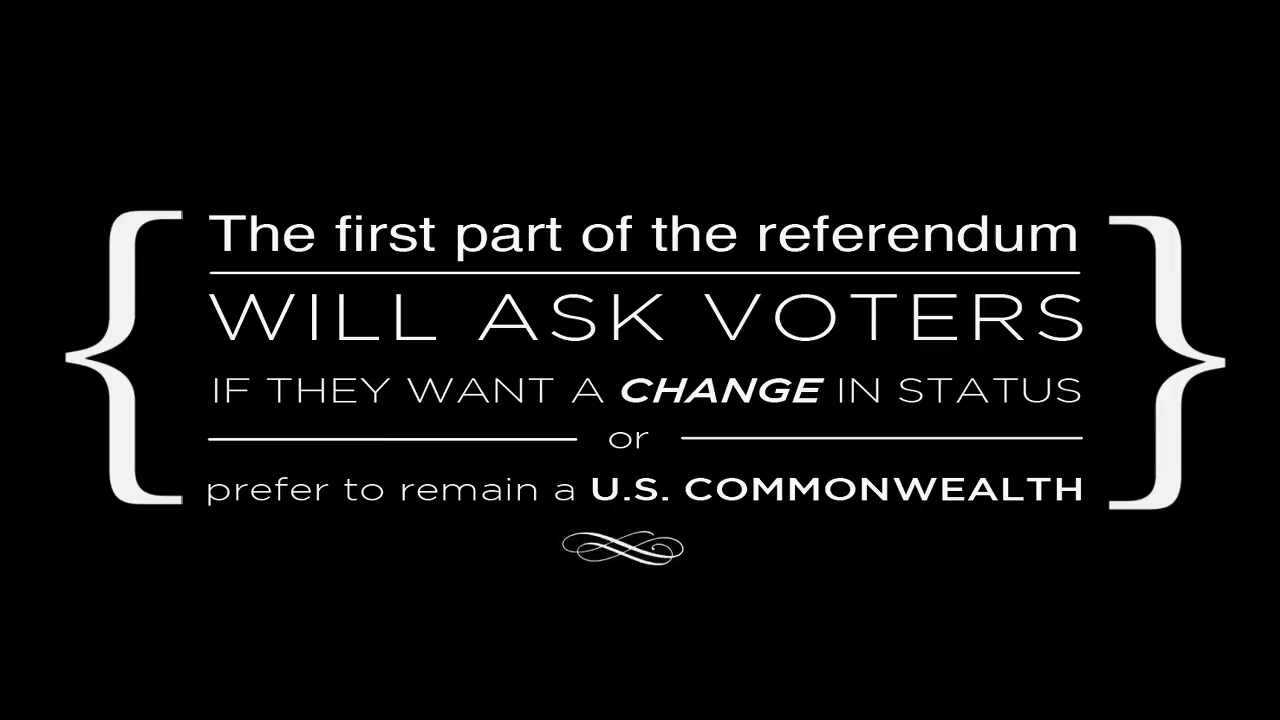 The first part of the referendum
WILL ASK VOTERS
IF THEY WANT A CHANGE IN STATUS
or
prefer to remain a U.S. COMMONWEALTH